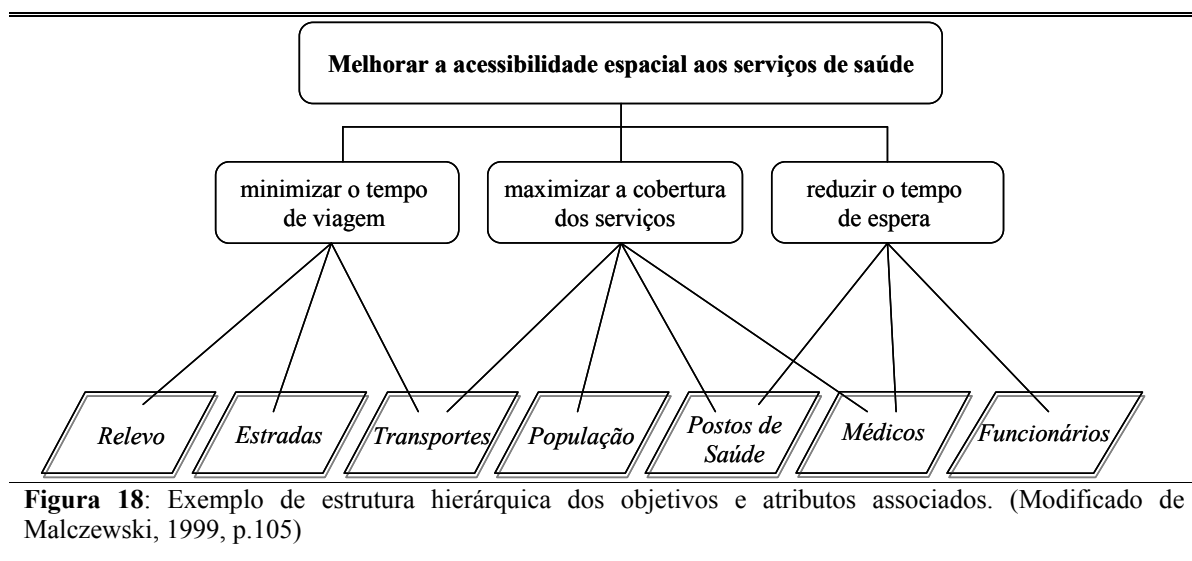 Melhorar a acessibilidade espacial aos serviços de saúde
minimizar o tempo
de viagem
maximizar a cobertura
dos serviços
reduzir o tempo
de espera
Relevo
Estradas
Transportes
População
Postos de
Saúde
Médicos
Funcionários
Figura 18: Exemplo de estrutura hierárquica dos objetivos e atributos associados. (Modificado de
Malczewski, 1999, p.105)